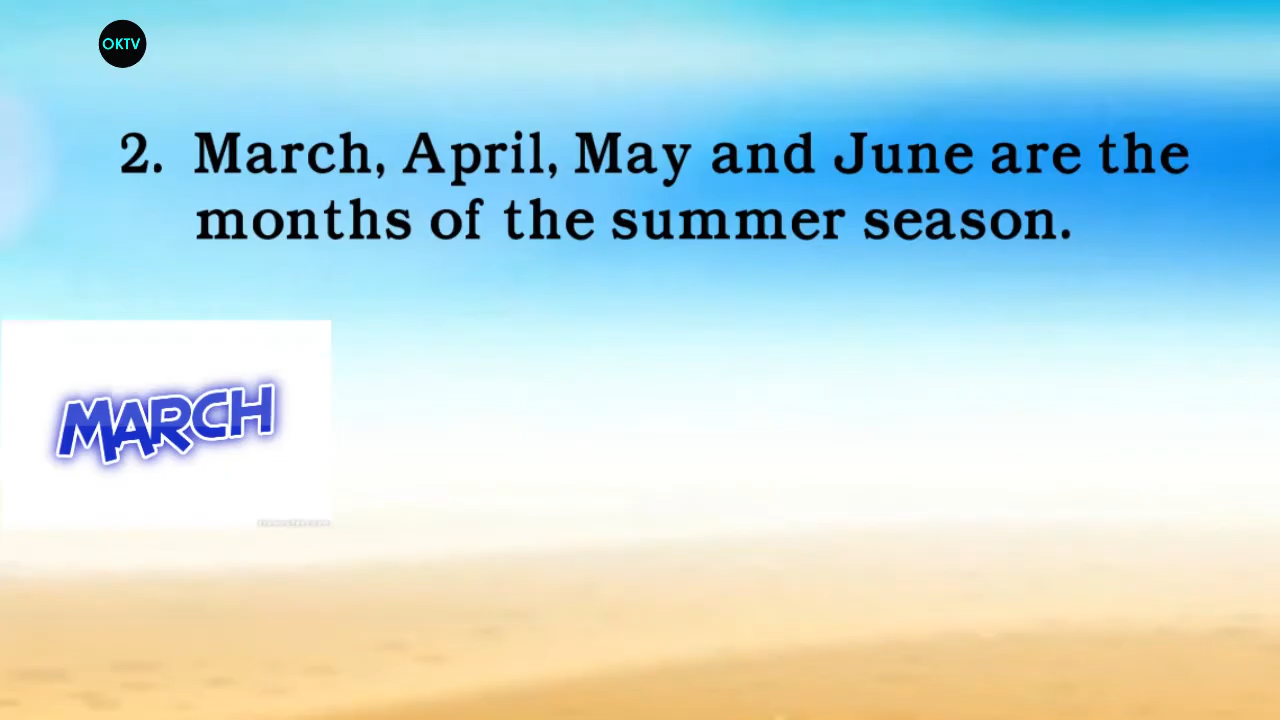 OKTV
2. March, April, May and June are the
months of the summer season.
MARCH